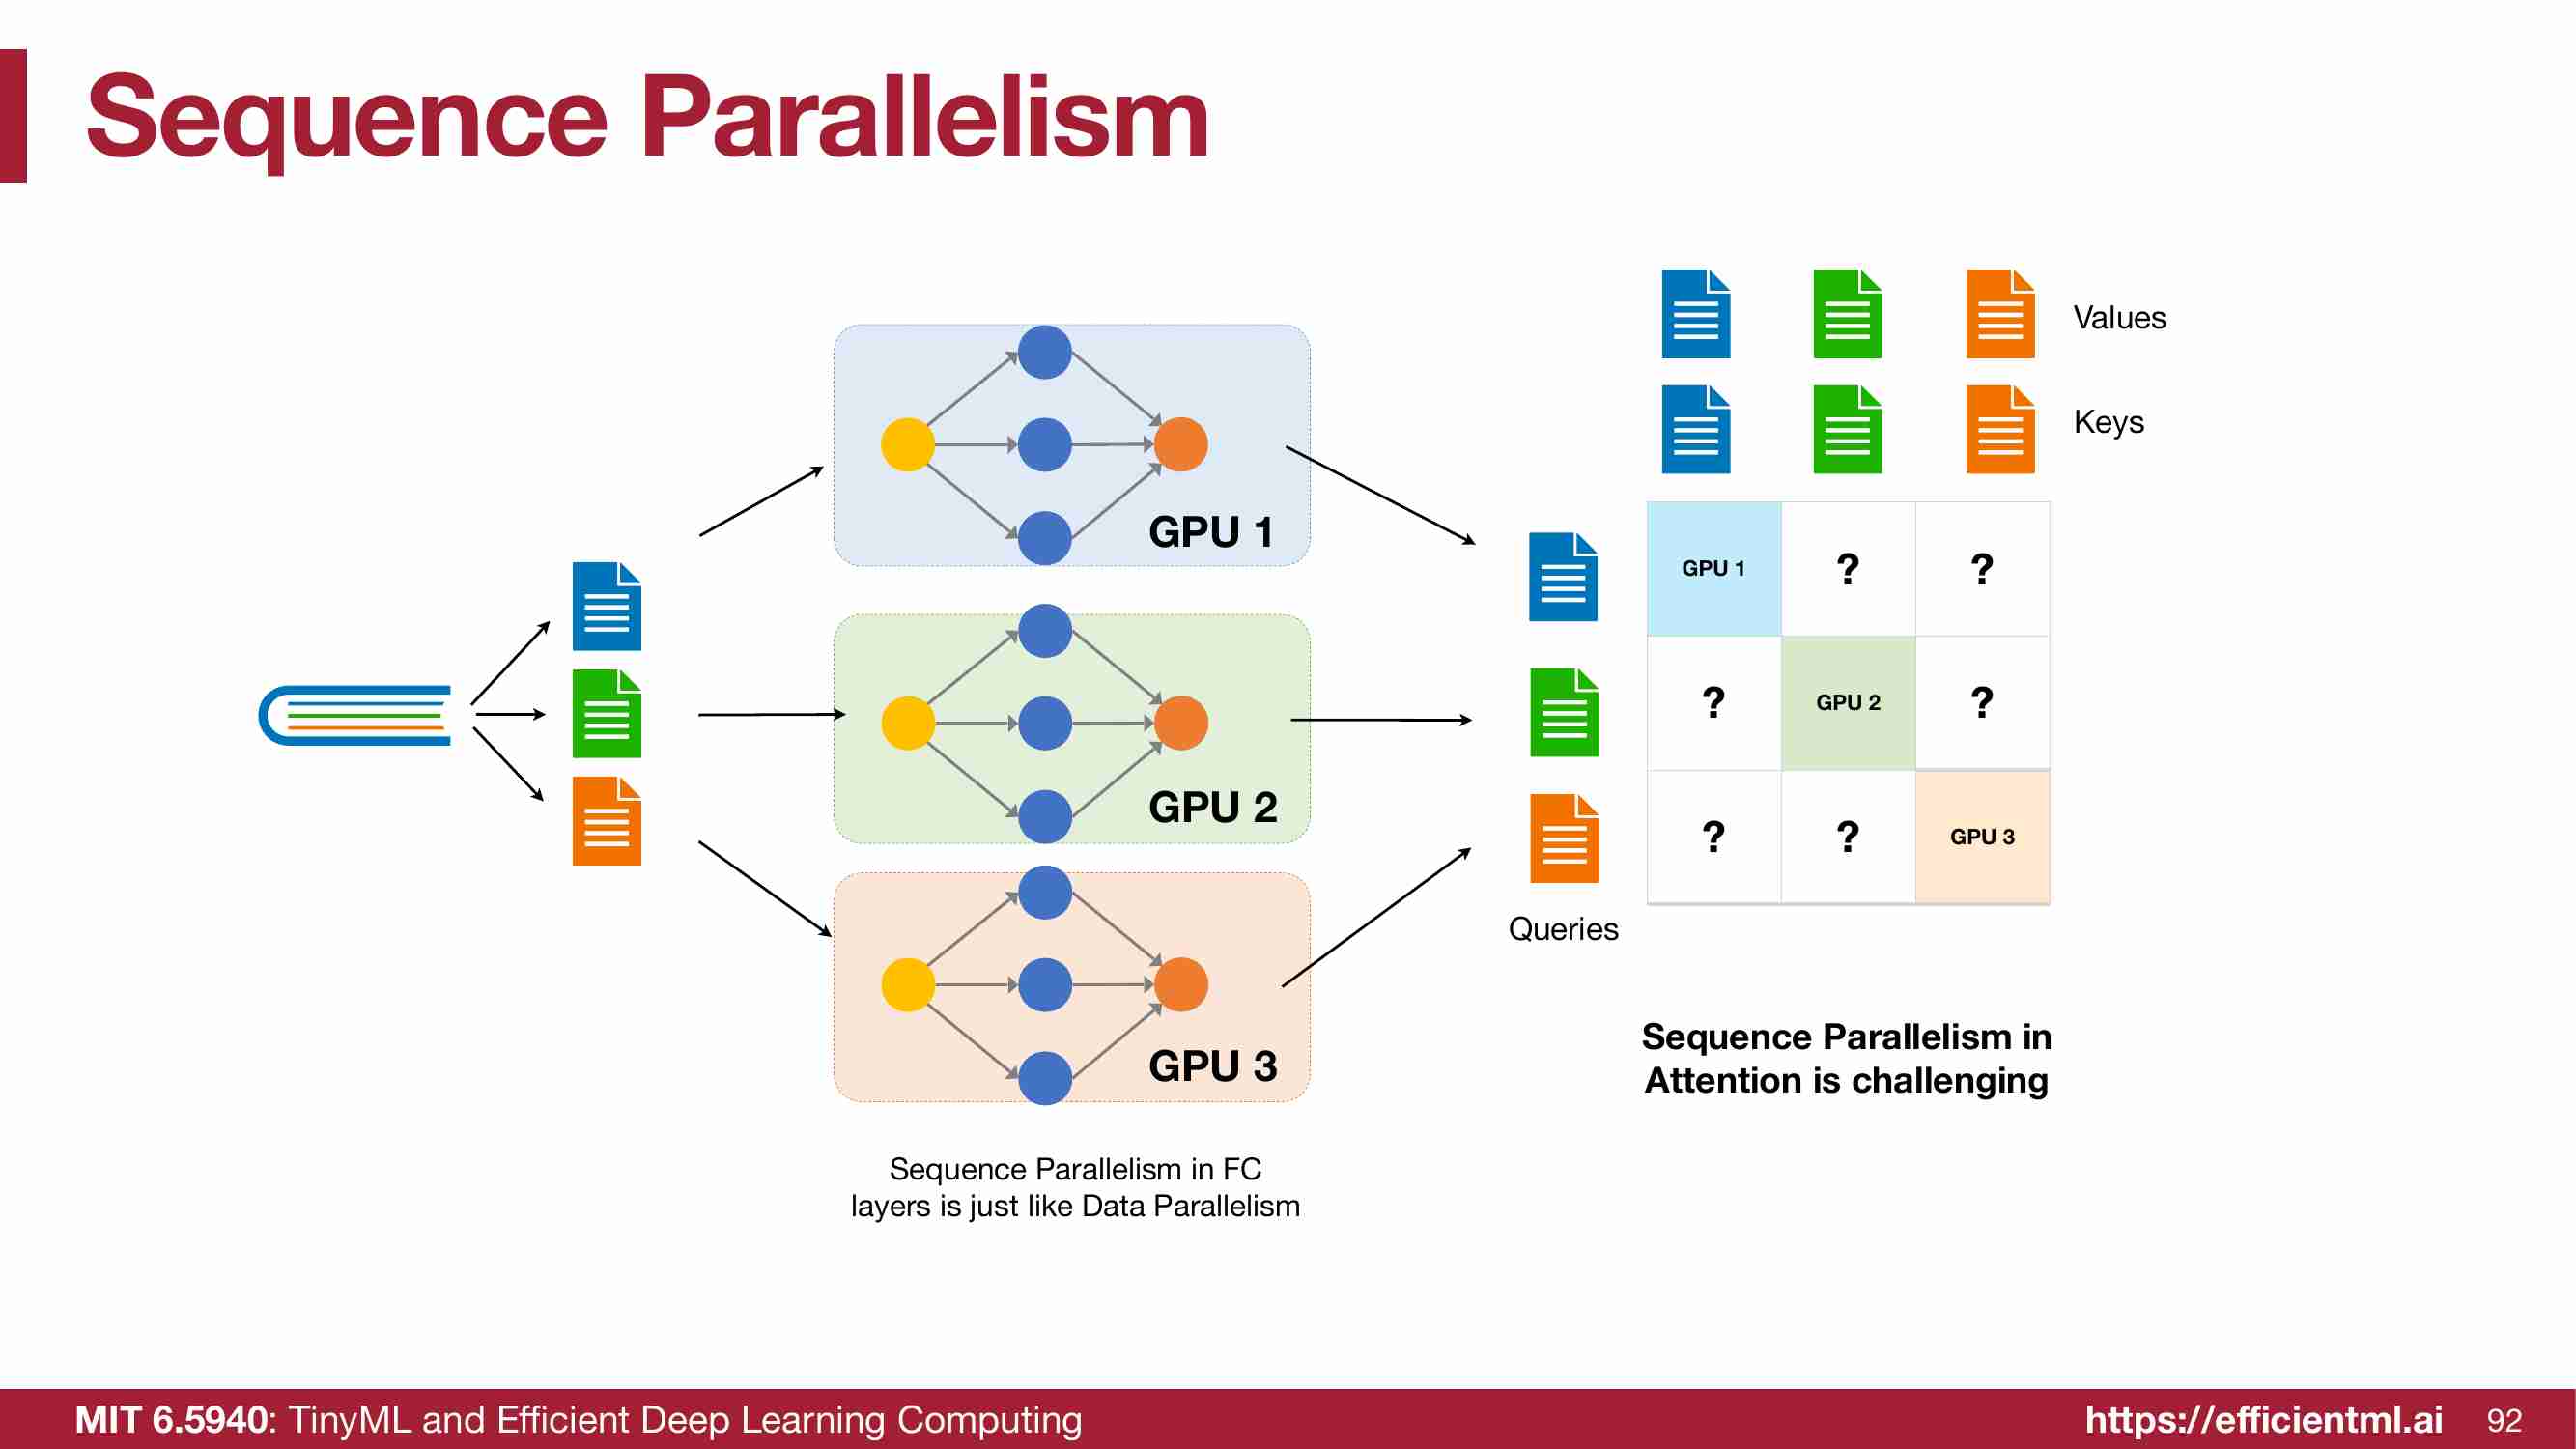 Sequence Parallelism
Values
Keys
GPU 1
GPU 2
GPU 3
GPU 1 ? ?
? GPU 2 ?
? ? GPU 3
Queries
Sequence Parallelism in
Attention is challenging
Sequence Parallelism in FC
layers is just like Data Parallelism
MIT 6.5940: TinyML and Efficient Deep Learning Computing
https://efficientml.ai 92